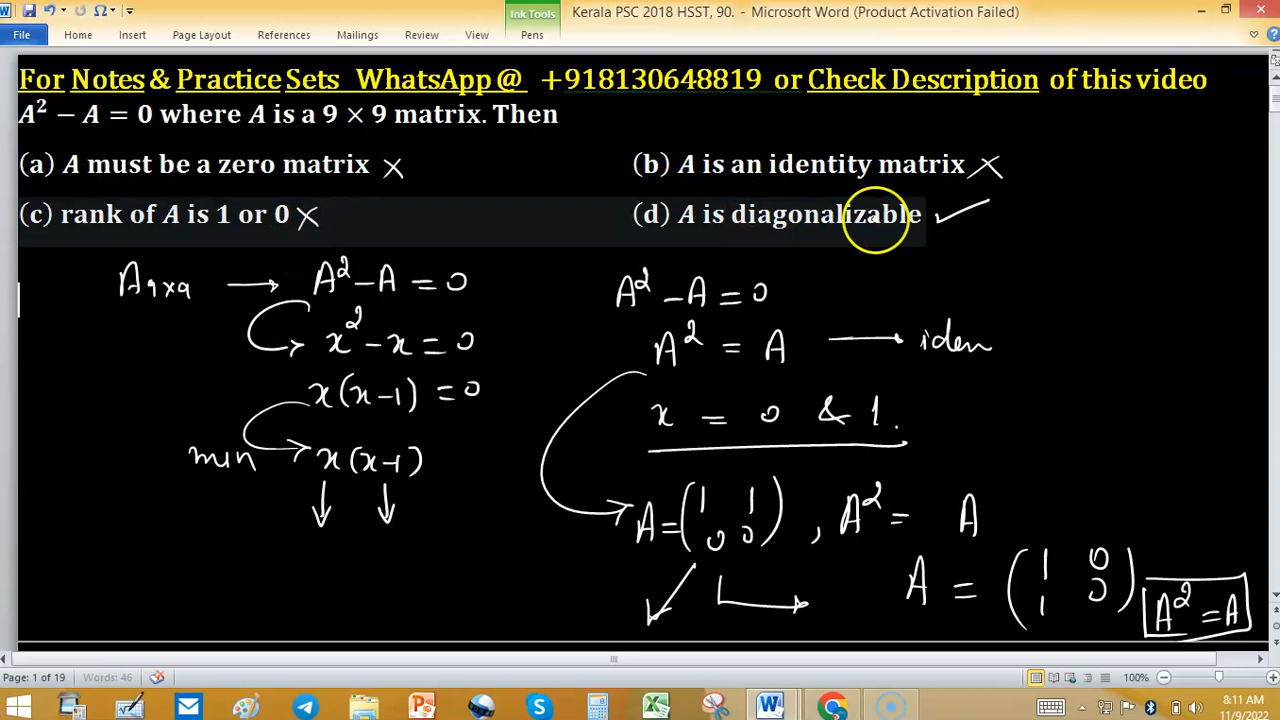 Ink Tools
Kerala PSC 2018 HSST, 90. - Microsoft Word (Product Activation Failed)
File Home Insert Page Layout References Mailings Review View Pens
For Notes & Practice Sets WhatsApp @ +918130648819 or Check Description of this video
A² − A = 0 where A is a 9 × 9 matrix. Then
(a) A must be a zero matrix ×
(b) A is an identity matrix ×
(c) rank of A is 1 or 0 ×
(d) A is diagonalizable ✓
A₉ₓ₉ → A² − A = 0
x² − x = 0
x(x−1) = 0
min x(x−1)
A² − A = 0
A² = A → iden
x = 0 & 1.
A = (1 1
0 0), A² = A
A = (1 0
1 0)
A² = A
Page: 1 of 19 Words: 46 100%
8:11 AM
11/9/2022